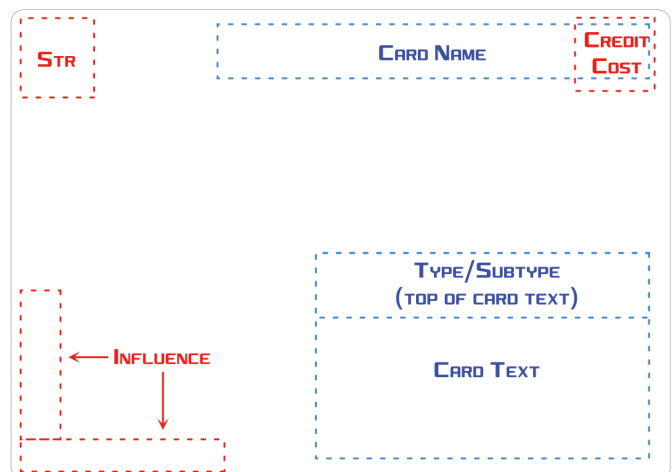 STR
CARD NAME
CREDIT
COST
TYPE/SUBTYPE
(TOP OF CARD TEXT)
INFLUENCE
CARD TEXT